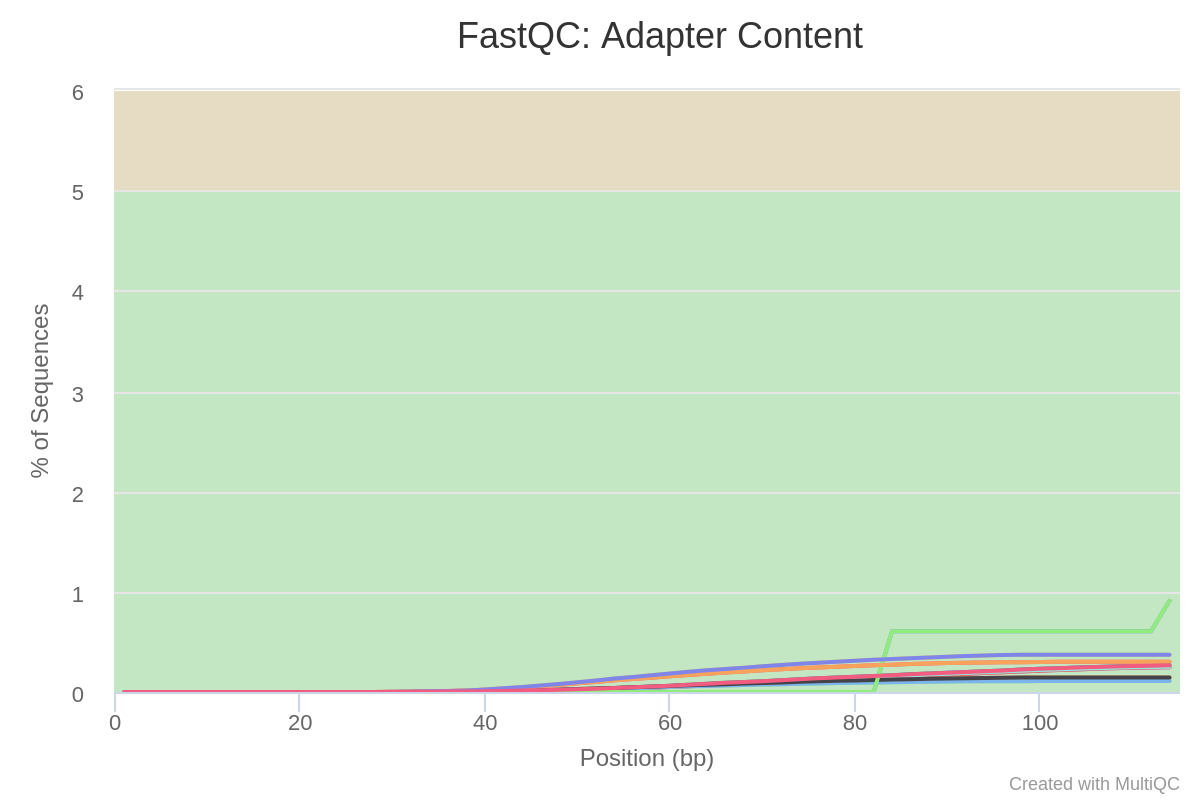 FastQC: Adapter Content
6
5
4
3
2
1
0
% of Sequences
0 20 40 60 80 100
Position (bp)
Created with MultiQC